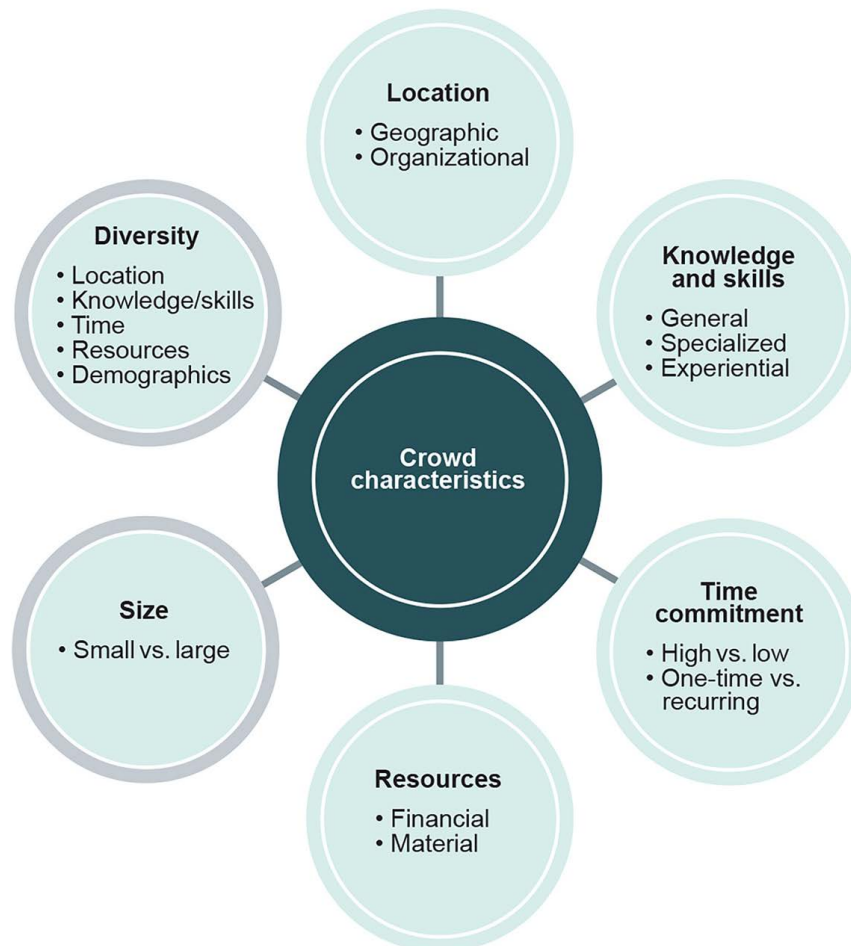 Location
• Geographic
• Organizational
Diversity
• Location
• Knowledge/skills
• Time
• Resources
• Demographics
Knowledge
and skills
• General
• Specialized
• Experiential
Crowd
characteristics
Size
• Small vs. large
Time
commitment
• High vs. low
• One-time vs.
recurring
Resources
• Financial
• Material